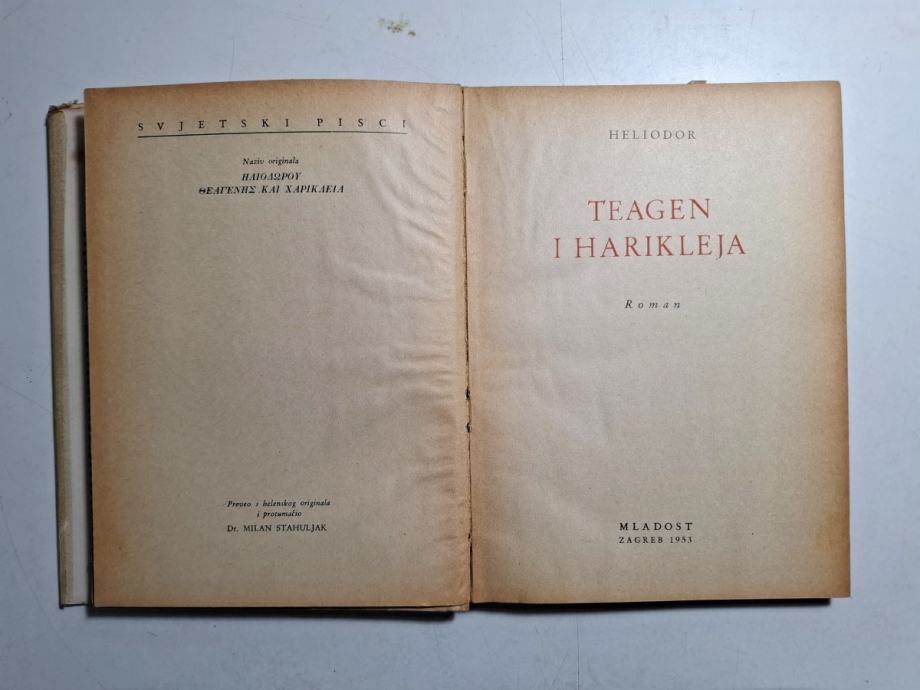 SVJETSKI PISCI
Naziv originala
ΗΛΙΟΔΩΡΟΥ
ΘΕΑΓΕΝΗΣ ΚΑΙ ΧΑΡΙΚΛΕΙΑ
Preveo s helenskog originala
i protumačio
Dr. MILAN STAHULJAK
HELIODOR
TEAGEN
I HARIKLEJA
Roman
MLADOST
ZAGREB 1953